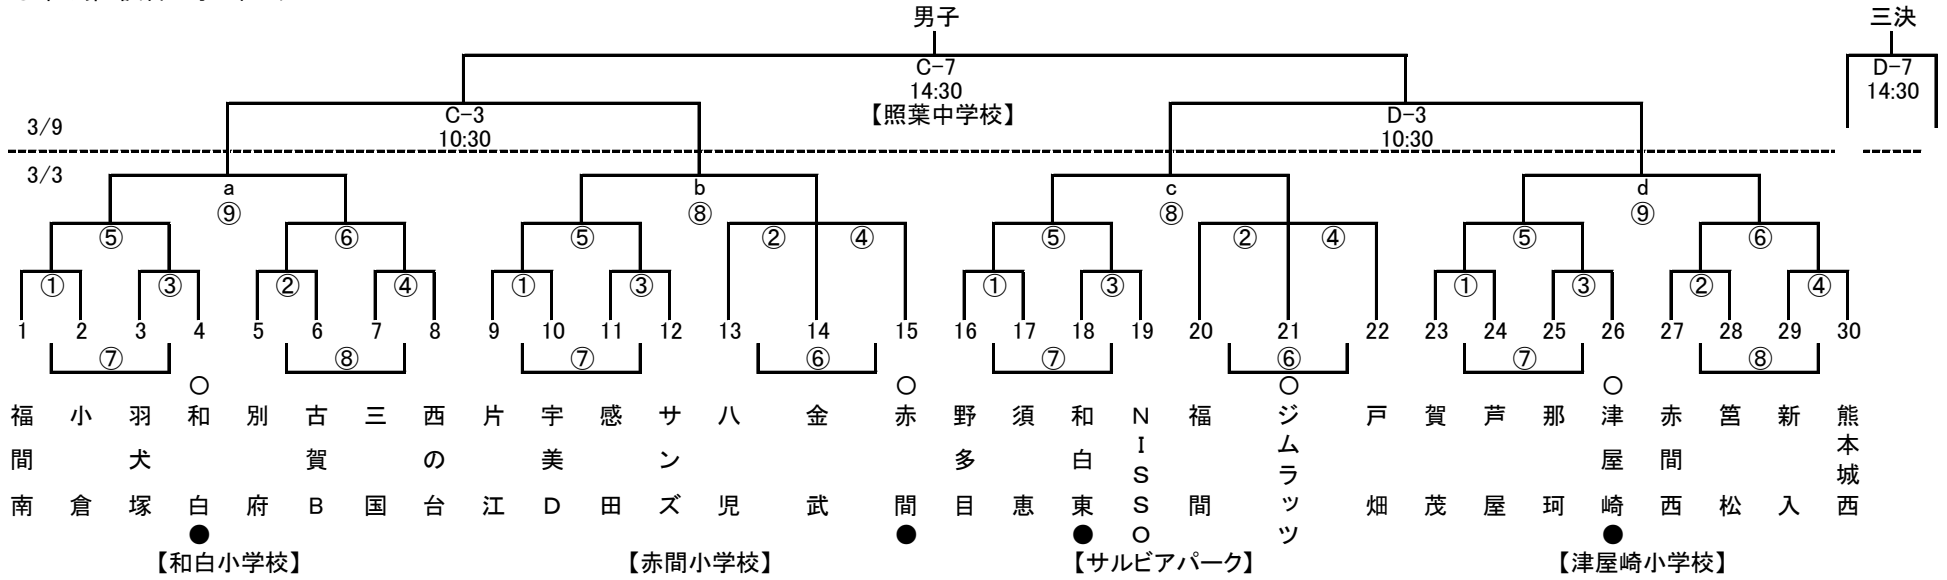 男子
三決
C-7
D-7
14:30
14:30
【照葉中学校】
C-3
D-3
3/9
10:30
10:30
3/3
a
b
c
d
⑨
⑧
⑧
⑨
⑤ ⑥ ⑤ ② ④ ⑤ ② ④ ⑤ ⑥
① ③ ② ④ ① ③ ① ③ ① ③ ② ④
1 2 3 4 5 6 7 8 9 10 11 12 13 14 15 16 17 18 19 20 21 22 23 24 25 26 27 28 29 30
⑦ ⑧ ⑦ ⑥ ⑦ ⑥ ⑦ ⑧
○ ○ ○ ○
福間南
小倉
羽犬塚
和白
別府
古賀B
三国
西の台
片江
宇美D
感田
サンズ
八児
金武
赤間
野多目
須恵
和白東
NISSO
福間
ジムラッツ
戸畑
賀茂
芦屋
那珂
津屋崎
赤間西
筥松
新入
熊本城西
● ● ● ●
【和白小学校】
【赤間小学校】
【サルビアパーク】
【津屋崎小学校】